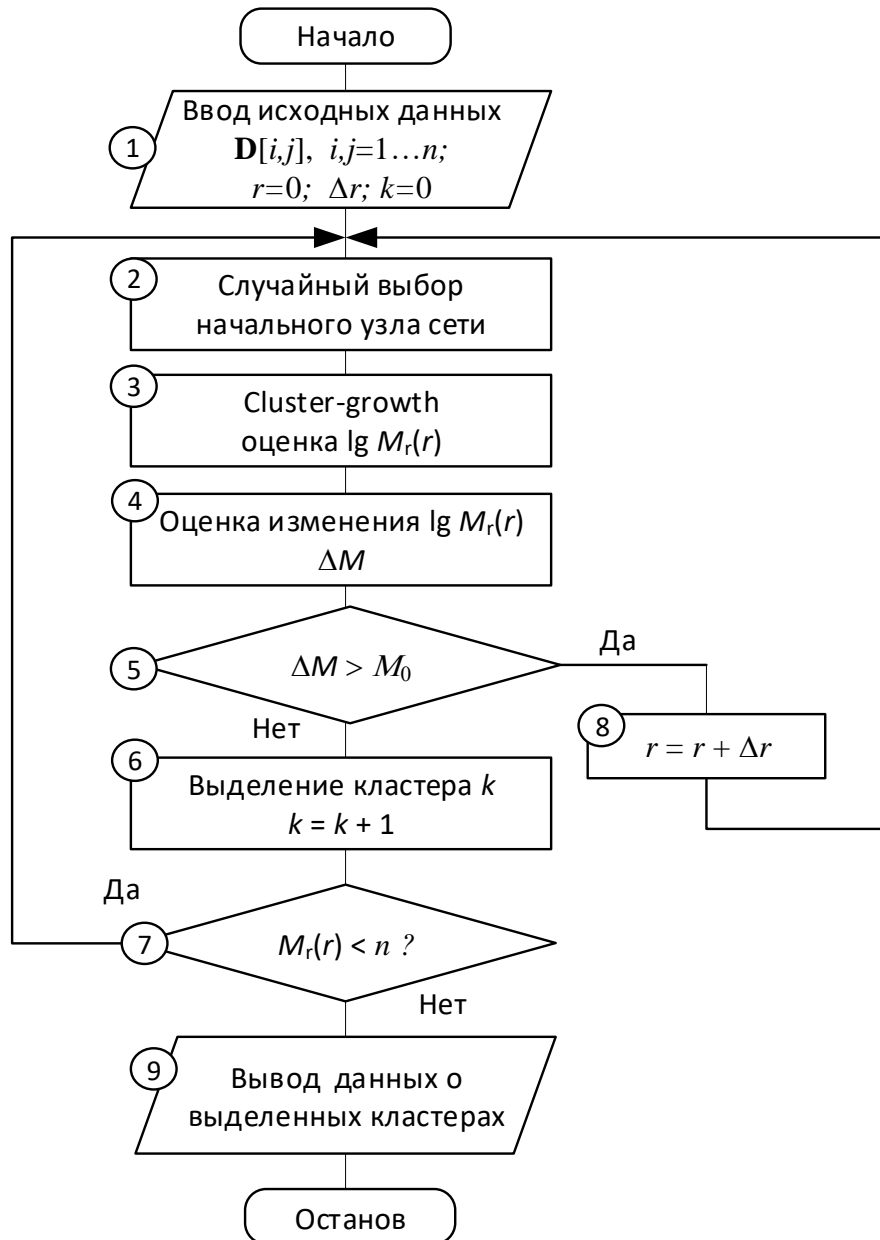 Начало
1
Ввод исходных данных
D[i,j], i,j=1…n;
r=0; Δr; k=0
2
Случайный выбор
начального узла сети
3
Cluster-growth
оценка lg Mr(r)
4
Оценка изменения lg Mr(r)
ΔM
5
ΔM > M0
Да
Нет
8
r = r + Δr
6
Выделение кластера k
k = k + 1
Да
7
Mr(r) < n ?
Нет
9
Вывод данных о
выделенных кластерах
Останов